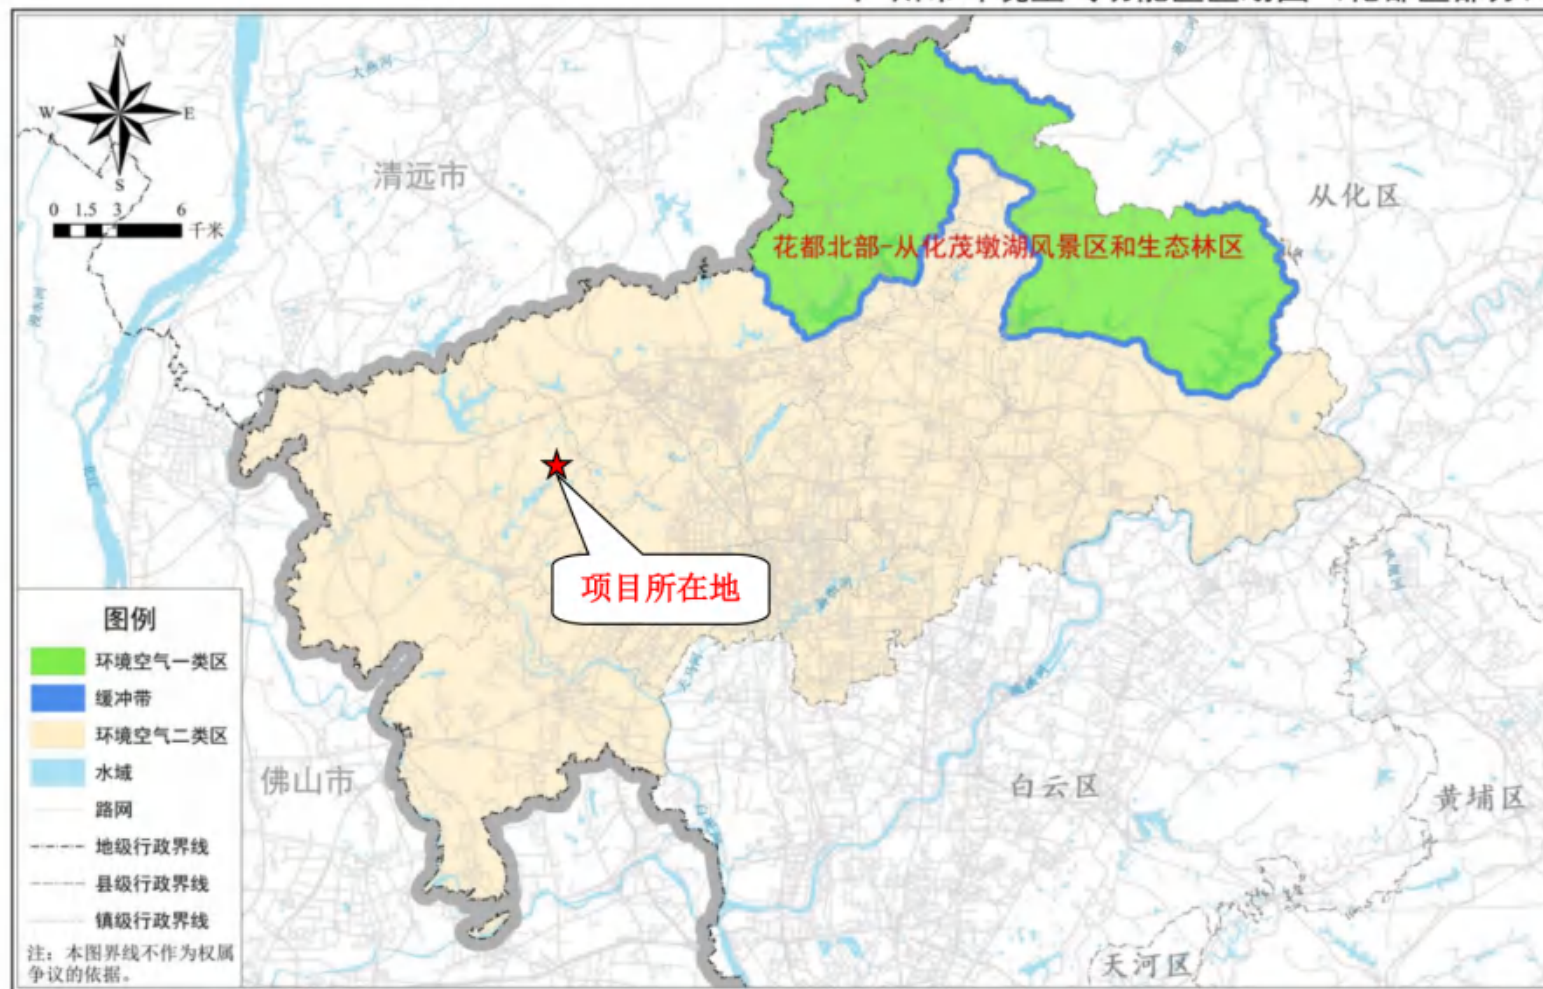 N
W
E
S
0 1.5 3 6
千米
清远市
从化区
花都北部-从化茂墩湖风景区和生态林区
项目所在地
图例
环境空气一类区
缓冲带
环境空气二类区
水域
路网
地级行政界线
县级行政界线
镇级行政界线
注：本图界线不作为权属
争议的依据。
佛山市
白云区
黄埔区
天河区